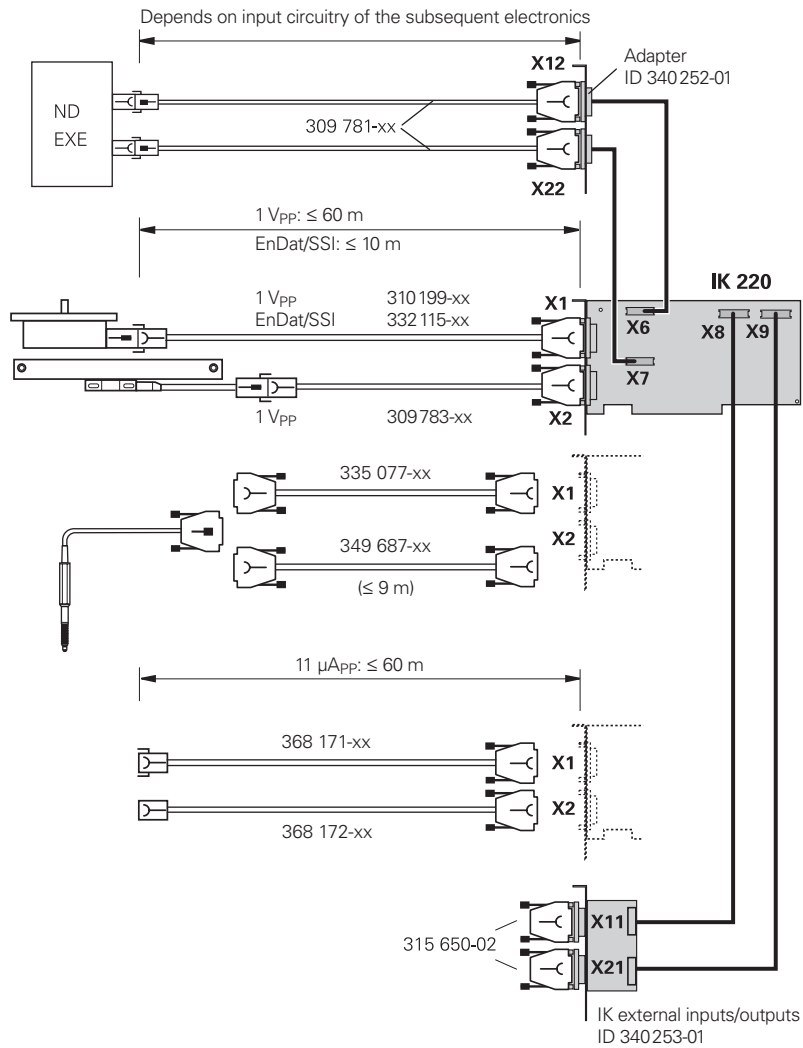 Depends on input circuitry of the subsequent electronics
X12
Adapter
ID 340 252-01
ND
EXE
309 781-xx
X22
1 VPP: ≤ 60 m
EnDat/SSI: ≤ 10 m
IK 220
1 VPP 310 199-xx
EnDat/SSI 332 115-xx
X1
X6
X8
X9
X7
1 VPP 309 783-xx
X2
335 077-xx
X1
349 687-xx
X2
(≤ 9 m)
11 µAPP: ≤ 60 m
368 171-xx
X1
X2
368 172-xx
X11
315 650-02
X21
IK external inputs/outputs
ID 340 253-01